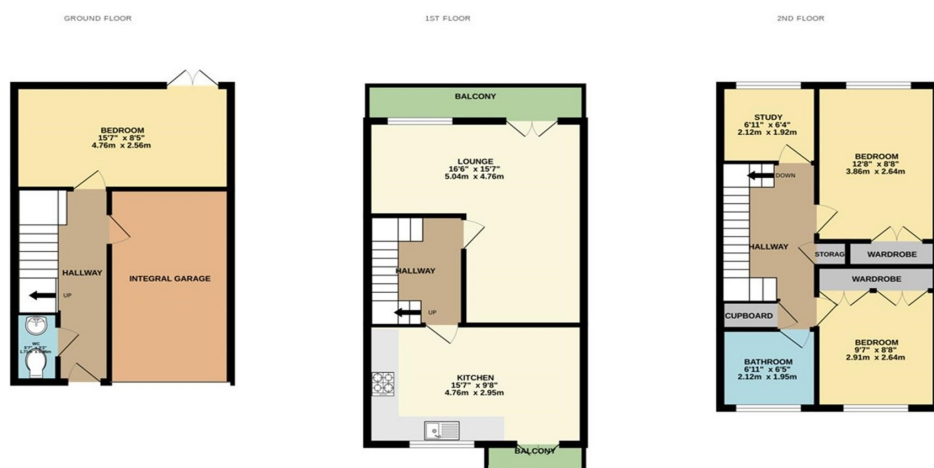 GROUND FLOOR
BEDROOM
15'7" x 8'5"
4.76m x 2.56m
HALLWAY
INTEGRAL GARAGE
UP
WC
1ST FLOOR
BALCONY
LOUNGE
16'6" x 15'7"
5.04m x 4.76m
HALLWAY
UP
KITCHEN
15'7" x 9'8"
4.76m x 2.95m
BALCONY
2ND FLOOR
STUDY
6'11" x 6'4"
2.12m x 1.92m
BEDROOM
12'8" x 8'8"
3.86m x 2.64m
DOWN
HALLWAY
STORAG
WARDROBE
WARDROBE
CUPBOARD
BEDROOM
9'7" x 8'8"
2.91m x 2.64m
BATHROOM
6'11" x 6'5"
2.12m x 1.95m